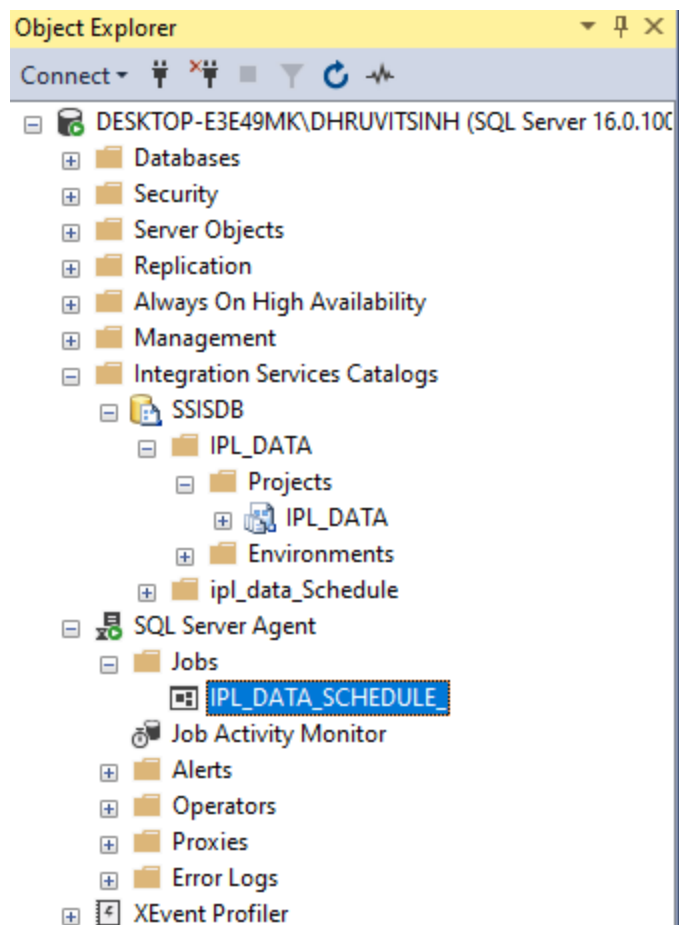 Object Explorer
Connect
DESKTOP-E3E49MK\DHRUVITSINH (SQL Server 16.0.100
Databases
Security
Server Objects
Replication
Always On High Availability
Management
Integration Services Catalogs
SSISDB
IPL_DATA
Projects
IPL_DATA
Environments
ipl_data_Schedule
SQL Server Agent
Jobs
IPL_DATA_SCHEDULE_
Job Activity Monitor
Alerts
Operators
Proxies
Error Logs
XEvent Profiler